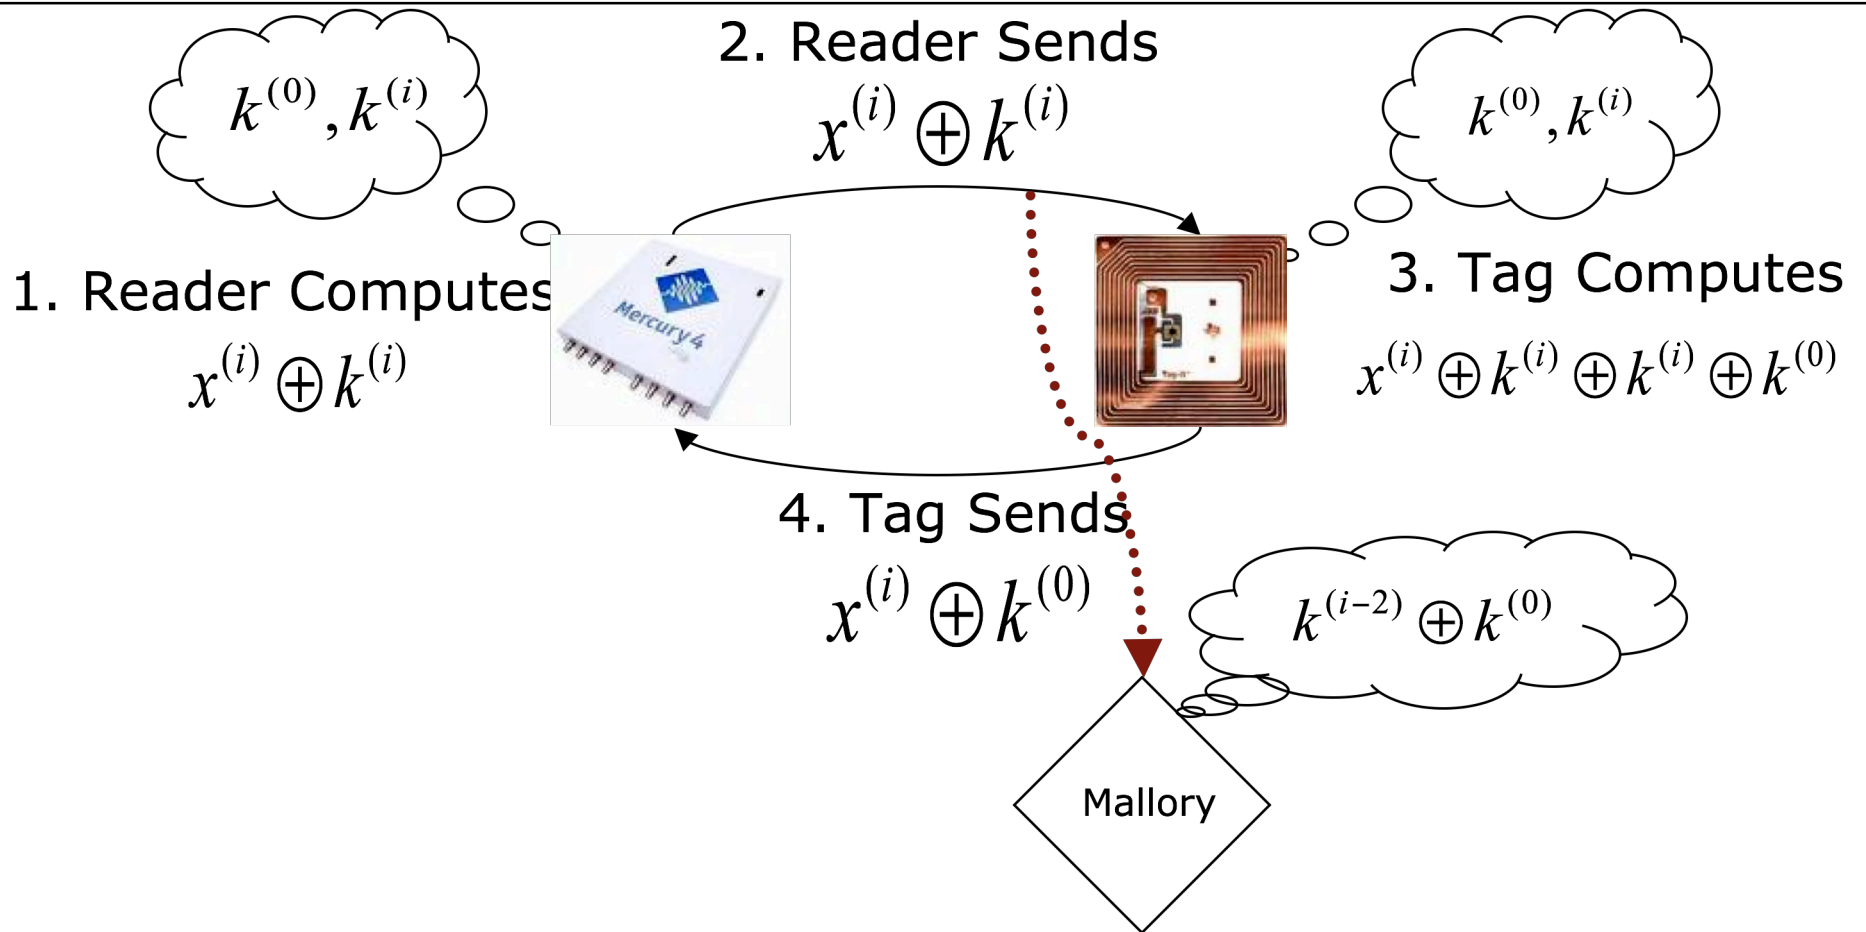 2. Reader Sends
x^(i) ⊕ k^(i)
k^(0), k^(i)
k^(0), k^(i)
1. Reader Computes
x^(i) ⊕ k^(i)
Mercury4
3. Tag Computes
x^(i) ⊕ k^(i) ⊕ k^(i) ⊕ k^(0)
4. Tag Sends
x^(i) ⊕ k^(0)
k^(i−2) ⊕ k^(0)
Mallory